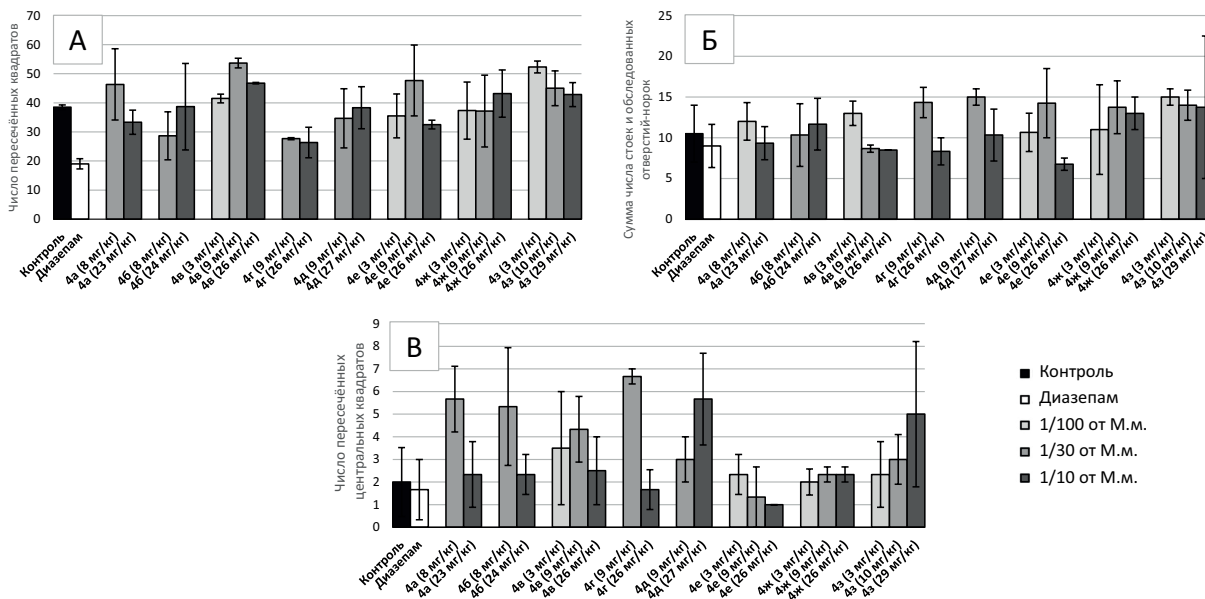 А
Число пересечённых квадратов
70
60
50
40
30
20
10
0
Контроль
Диазепам
4а (8 мг/кг)
4а (23 мг/кг)
4б (8 мг/кг)
4б (24 мг/кг)
4в (3 мг/кг)
4в (9 мг/кг)
4в (26 мг/кг)
4г (9 мг/кг)
4г (26 мг/кг)
4д (9 мг/кг)
4д (27 мг/кг)
4е (3 мг/кг)
4е (9 мг/кг)
4е (26 мг/кг)
4ж (3 мг/кг)
4ж (9 мг/кг)
4ж (26 мг/кг)
4з (3 мг/кг)
4з (10 мг/кг)
4з (29 мг/кг)
Б
Сумма числа стоек и обследованных
отверстий-норок
25
20
15
10
5
0
Контроль
Диазепам
4а (8 мг/кг)
4а (23 мг/кг)
4б (8 мг/кг)
4б (24 мг/кг)
4в (3 мг/кг)
4в (9 мг/кг)
4в (26 мг/кг)
4г (9 мг/кг)
4г (26 мг/кг)
4д (9 мг/кг)
4д (27 мг/кг)
4е (3 мг/кг)
4е (9 мг/кг)
4е (26 мг/кг)
4ж (3 мг/кг)
4ж (9 мг/кг)
4ж (26 мг/кг)
4з (3 мг/кг)
4з (10 мг/кг)
4з (29 мг/кг)
В
Число пересечённых
центральных квадратов
9
8
7
6
5
4
3
2
1
0
Контроль
Диазепам
4а (8 мг/кг)
4а (23 мг/кг)
4б (8 мг/кг)
4б (24 мг/кг)
4в (3 мг/кг)
4в (9 мг/кг)
4в (26 мг/кг)
4г (9 мг/кг)
4г (26 мг/кг)
4д (9 мг/кг)
4д (27 мг/кг)
4е (3 мг/кг)
4е (9 мг/кг)
4е (26 мг/кг)
4ж (3 мг/кг)
4ж (9 мг/кг)
4ж (26 мг/кг)
4з (3 мг/кг)
4з (10 мг/кг)
4з (29 мг/кг)
Контроль
Диазепам
1/100 от М.м.
1/30 от М.м.
1/10 от М.м.